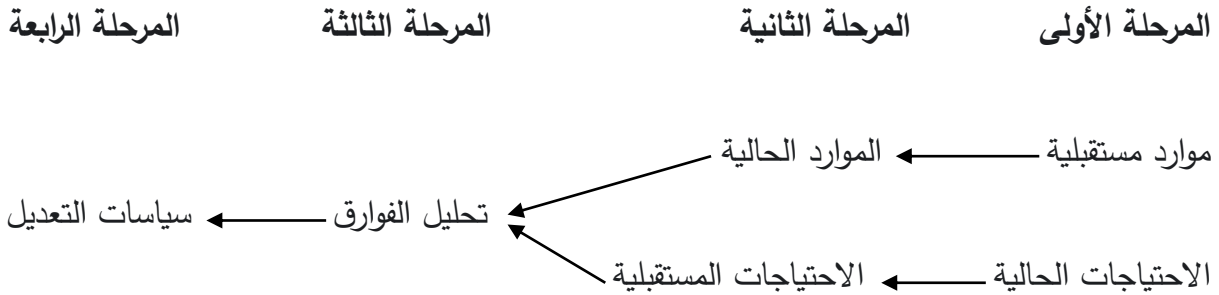 المرحلة الأولى المرحلة الثانية المرحلة الثالثة المرحلة الرابعة
موارد مستقبلية الموارد الحالية
تحليل الفوارق سياسات التعديل
الاحتياجات الحالية الاحتياجات المستقبلية